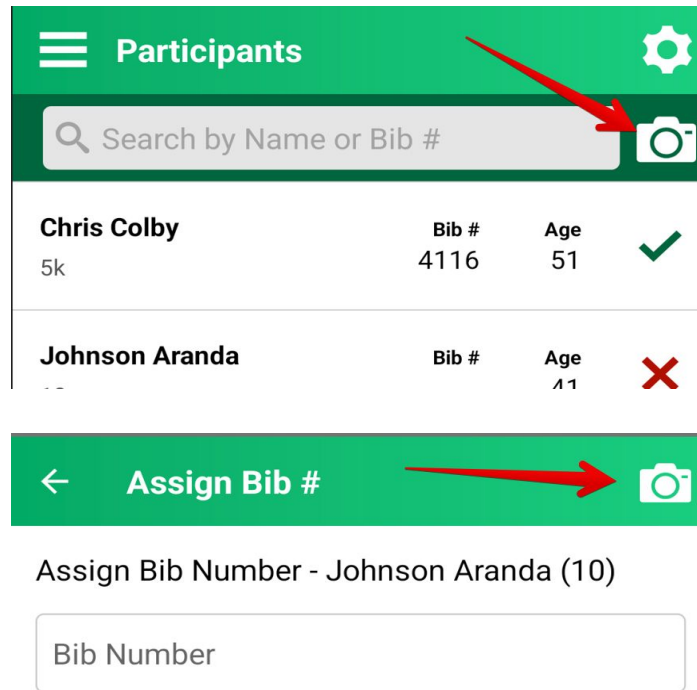 Participants
Search by Name or Bib #
Chris Colby Bib # Age
5k 4116 51
Johnson Aranda Bib # Age
41
Assign Bib #
Assign Bib Number - Johnson Aranda (10)
Bib Number